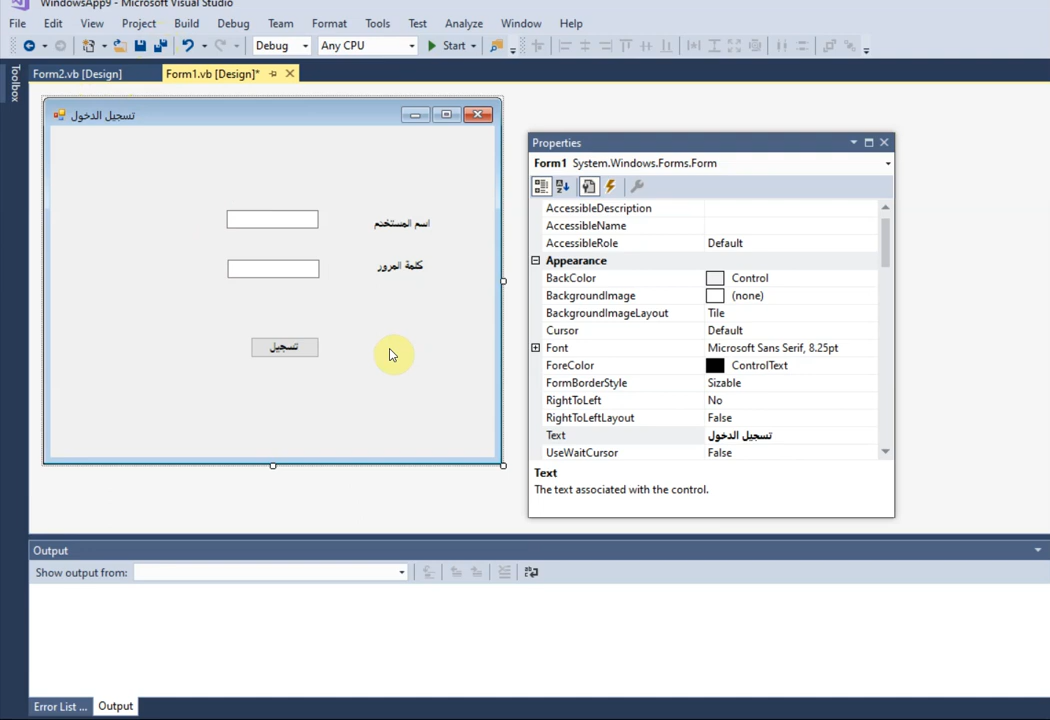 WindowsApp9 - Microsoft Visual Studio
File Edit View Project Build Debug Team Format Tools Test Analyze Window Help
Debug Any CPU Start
Toolbox
Form2.vb [Design] Form1.vb [Design]*
تسجيل الدخول
اسم المستخدم
كلمة المرور
تسجيل
Properties
Form1 System.Windows.Forms.Form
AccessibleDescription
AccessibleName
AccessibleRole Default
Appearance
BackColor Control
BackgroundImage (none)
BackgroundImageLayout Tile
Cursor Default
Font Microsoft Sans Serif, 8.25pt
ForeColor ControlText
FormBorderStyle Sizable
RightToLeft No
RightToLeftLayout False
Text تسجيل الدخول
UseWaitCursor False
Text
The text associated with the control.
Output
Show output from:
Error List ... Output